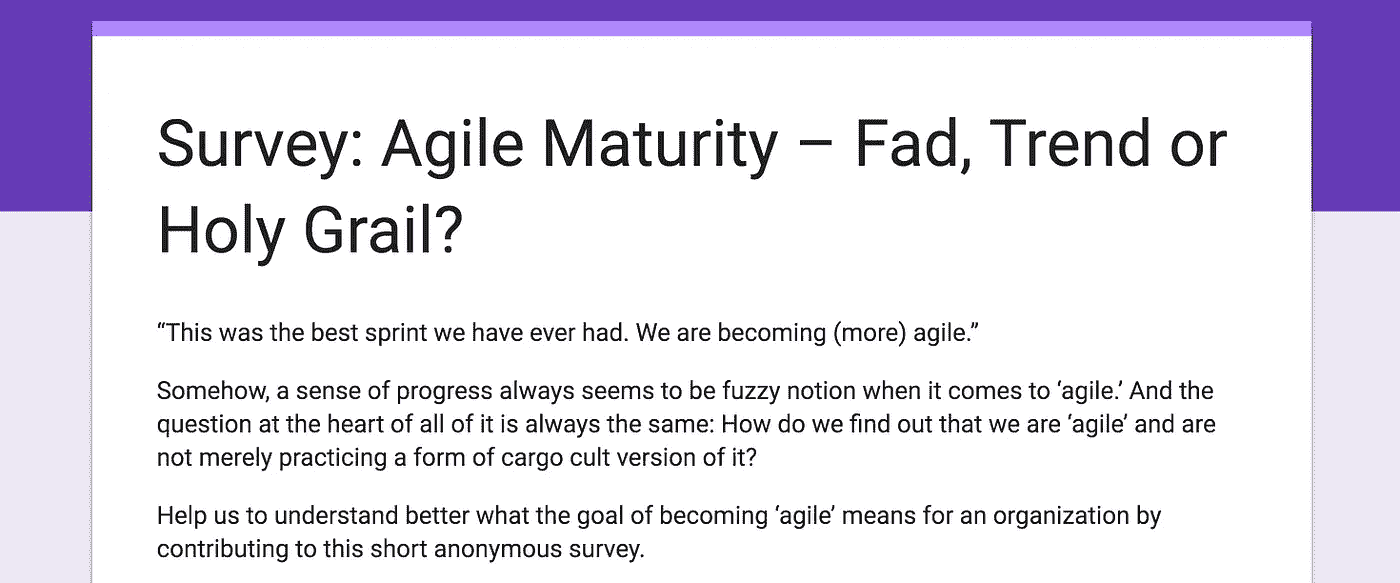 Survey: Agile Maturity – Fad, Trend or
Holy Grail?
“This was the best sprint we have ever had. We are becoming (more) agile.”
Somehow, a sense of progress always seems to be fuzzy notion when it comes to ‘agile.’ And the
question at the heart of all of it is always the same: How do we find out that we are ‘agile’ and are
not merely practicing a form of cargo cult version of it?
Help us to understand better what the goal of becoming ‘agile’ means for an organization by
contributing to this short anonymous survey.